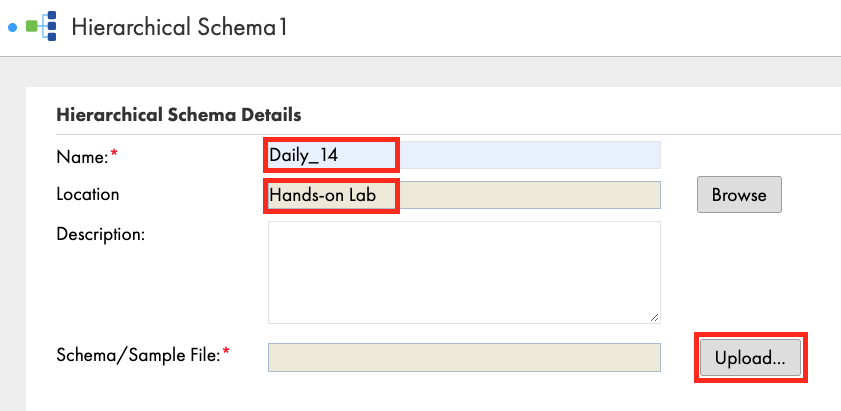 Hierarchical Schema1
Hierarchical Schema Details
Name:*
Daily_14
Location
Hands-on Lab
Browse
Description:
Schema/Sample File:*
Upload...